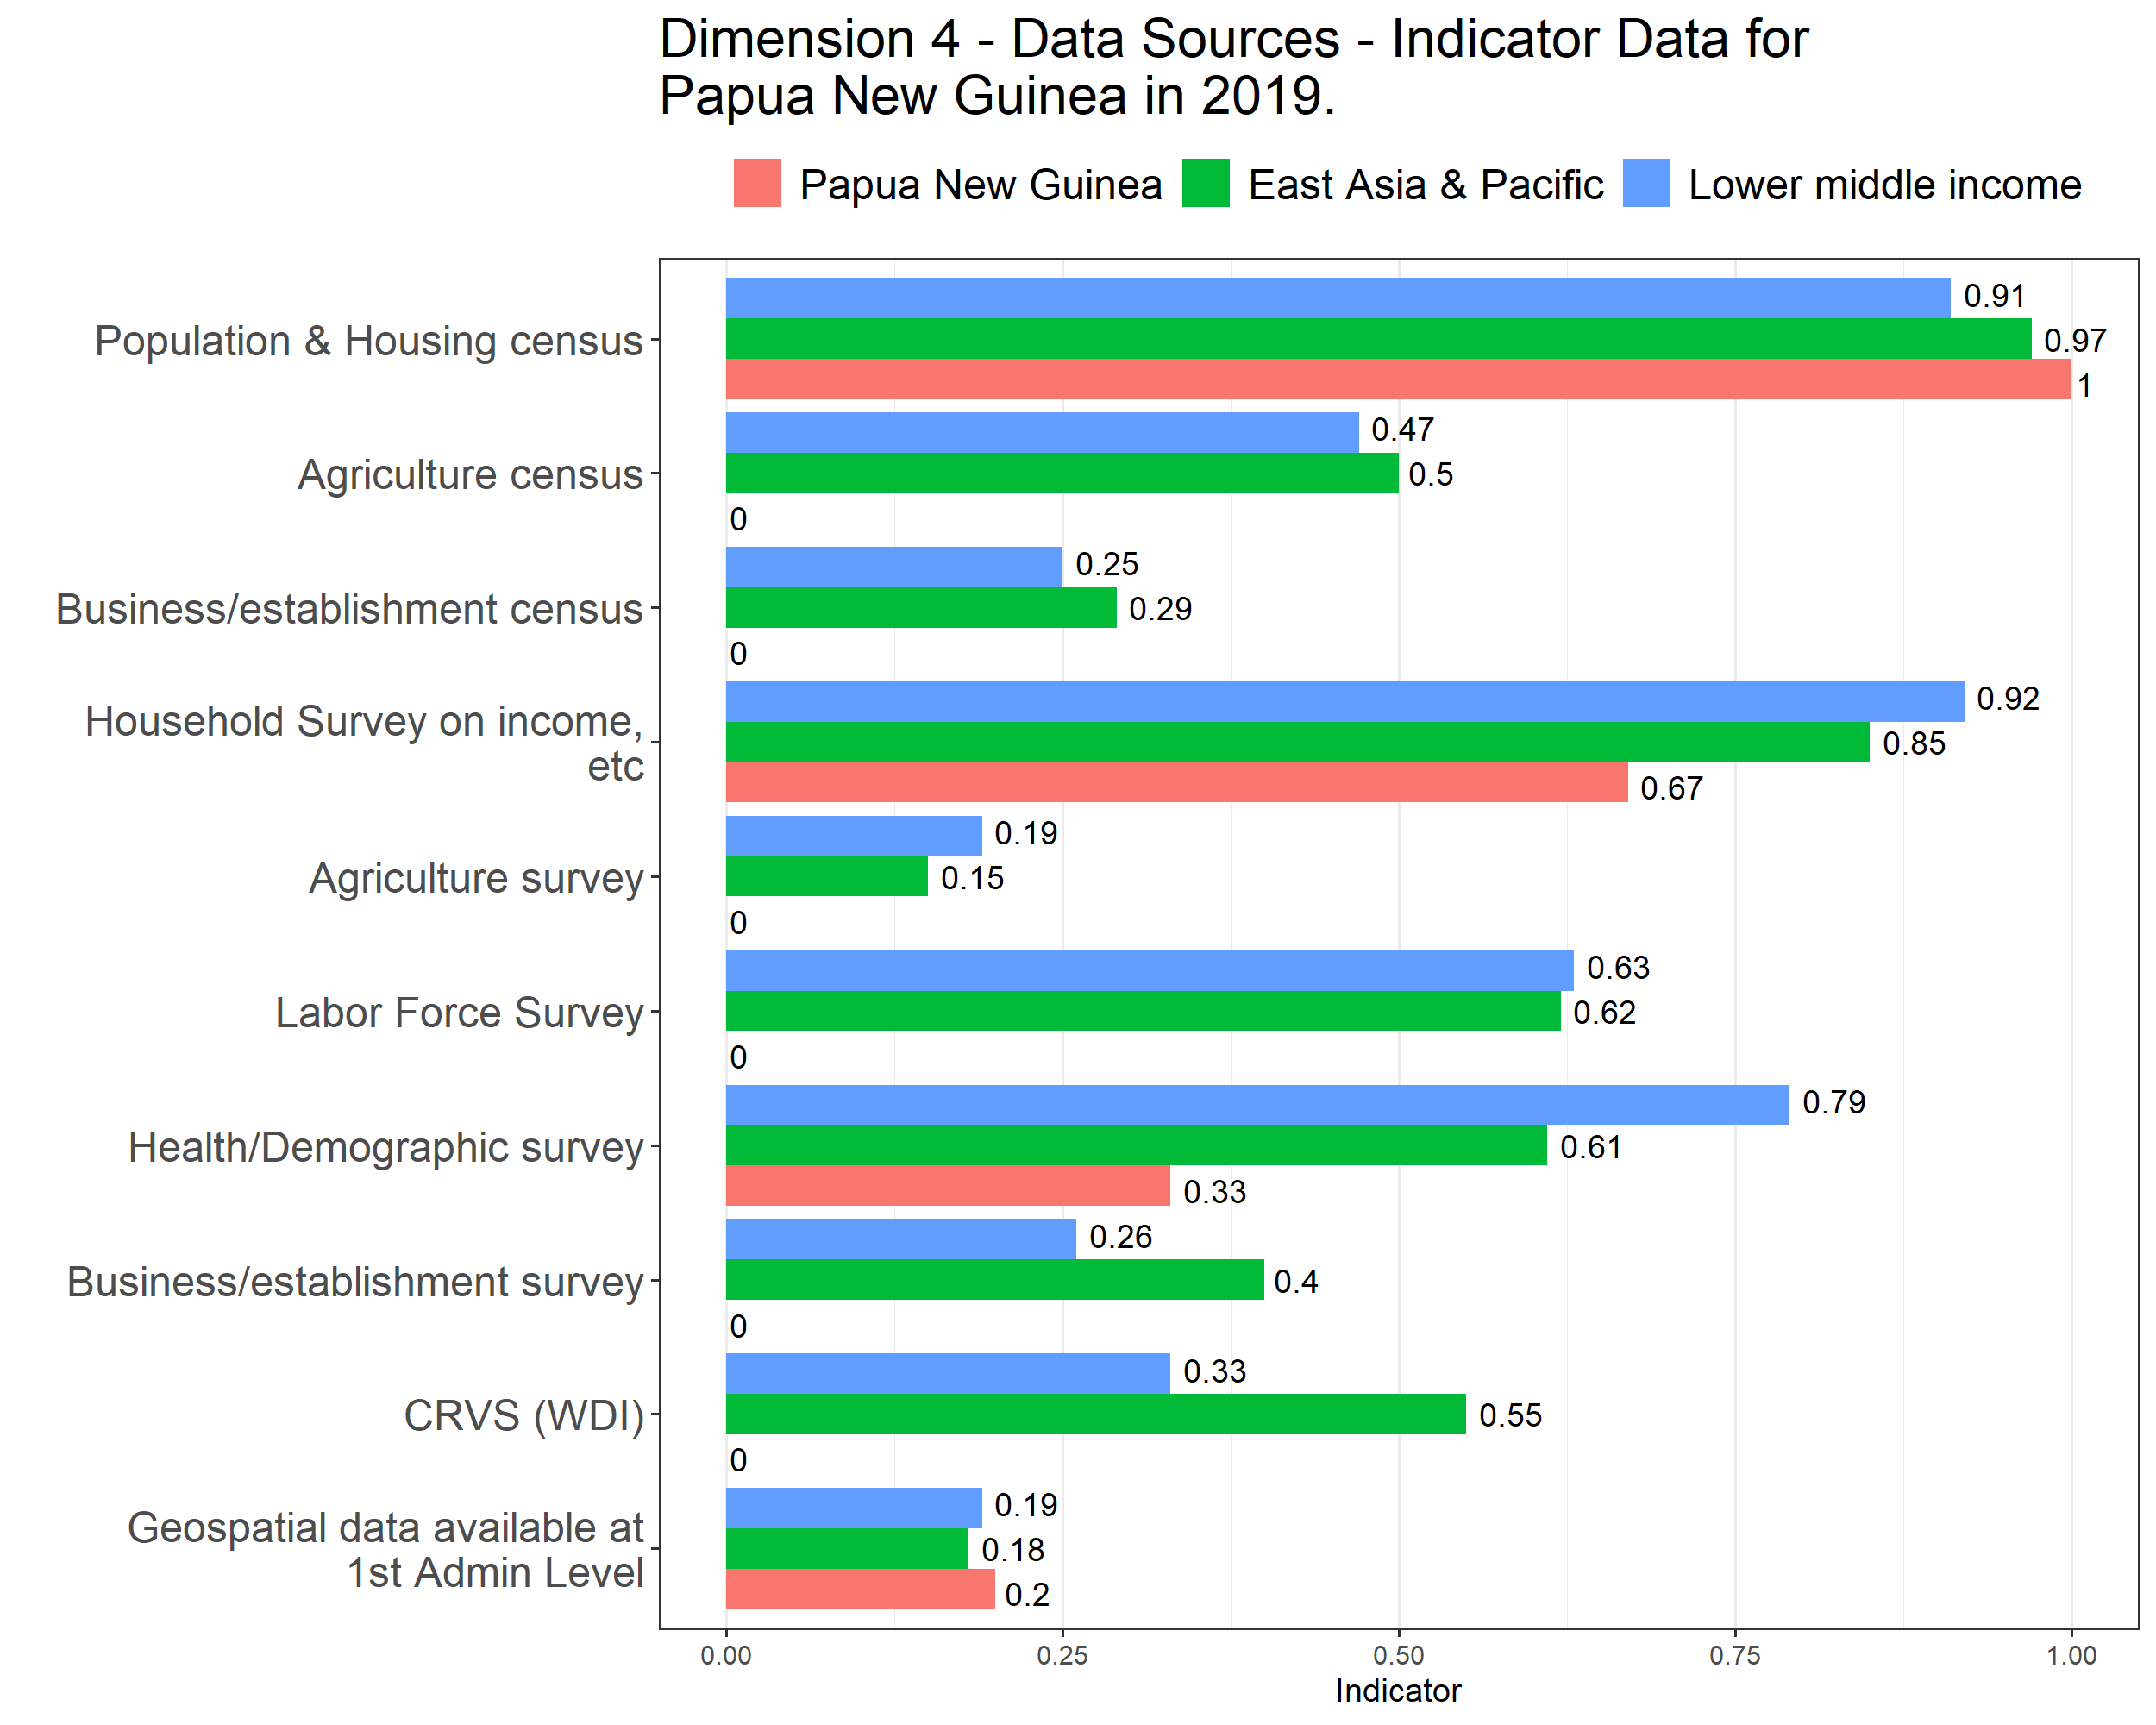 Dimension 4 - Data Sources - Indicator Data for
Papua New Guinea in 2019.
Papua New Guinea East Asia & Pacific Lower middle income
Population & Housing census
0.91
0.97
1
Agriculture census
0.47
0.5
0
Business/establishment census
0.25
0.29
0
Household Survey on income,
etc
0.92
0.85
0.67
Agriculture survey
0.19
0.15
0
Labor Force Survey
0.63
0.62
0
Health/Demographic survey
0.79
0.61
0.33
Business/establishment survey
0.26
0.4
0
CRVS (WDI)
0.33
0.55
0
Geospatial data available at
1st Admin Level
0.19
0.18
0.2
0.00 0.25 0.50 0.75 1.00
Indicator